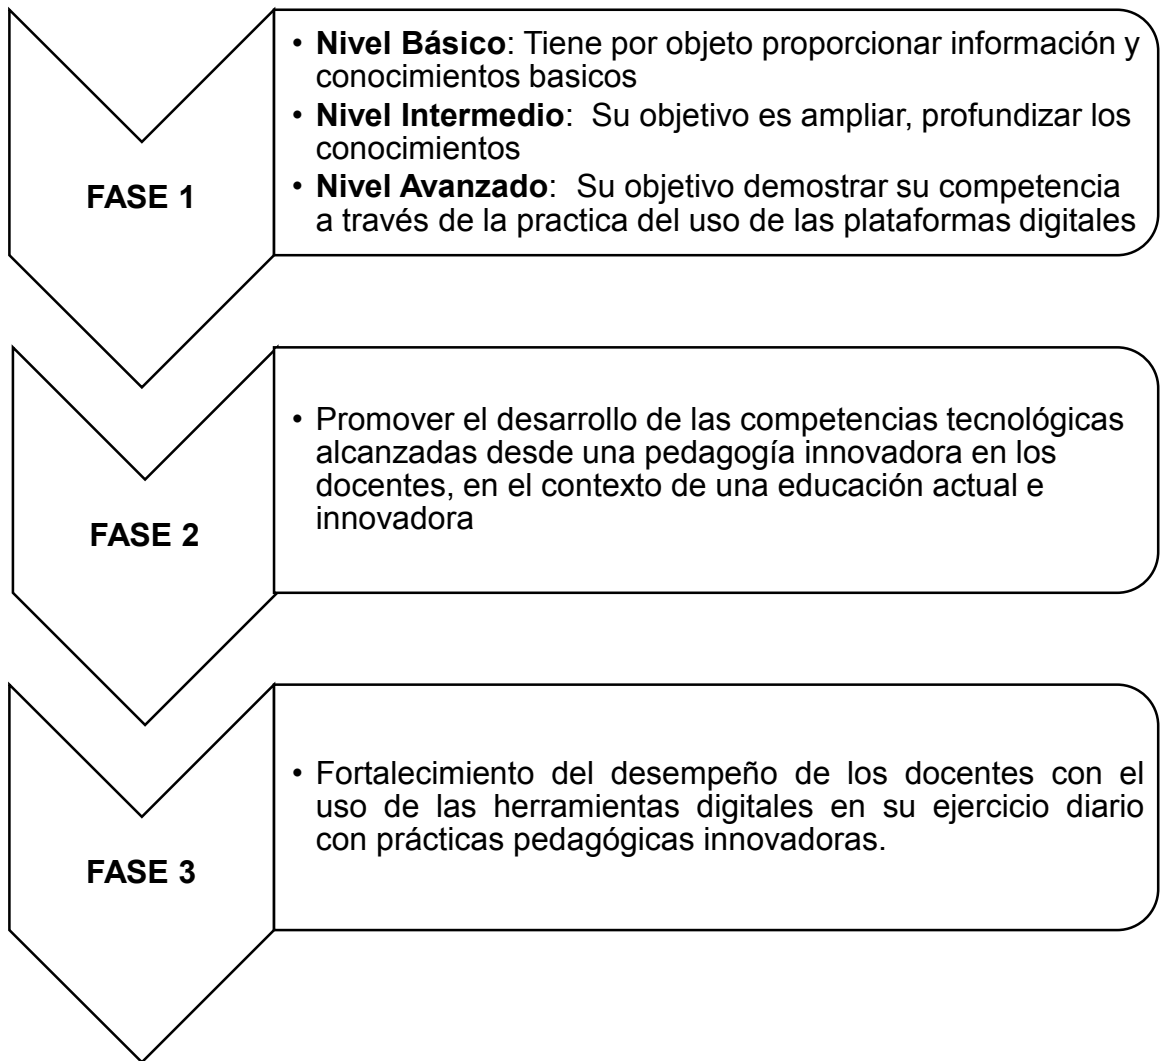 FASE 1
• Nivel Básico: Tiene por objeto proporcionar información y
conocimientos basicos
• Nivel Intermedio:  Su objetivo es ampliar, profundizar los
conocimientos
• Nivel Avanzado:  Su objetivo demostrar su competencia
a través de la practica del uso de las plataformas digitales
FASE 2
• Promover el desarrollo de las competencias tecnológicas
alcanzadas desde una pedagogía innovadora en los
docentes, en el contexto de una educación actual e
innovadora
FASE 3
• Fortalecimiento del desempeño de los docentes con el
uso de las herramientas digitales en su ejercicio diario
con prácticas pedagógicas innovadoras.